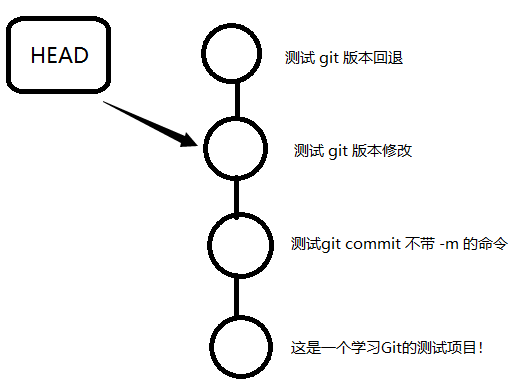 HEAD
测试 git 版本回退
测试 git 版本修改
测试git commit 不带 -m 的命令
这是一个学习Git的测试项目!